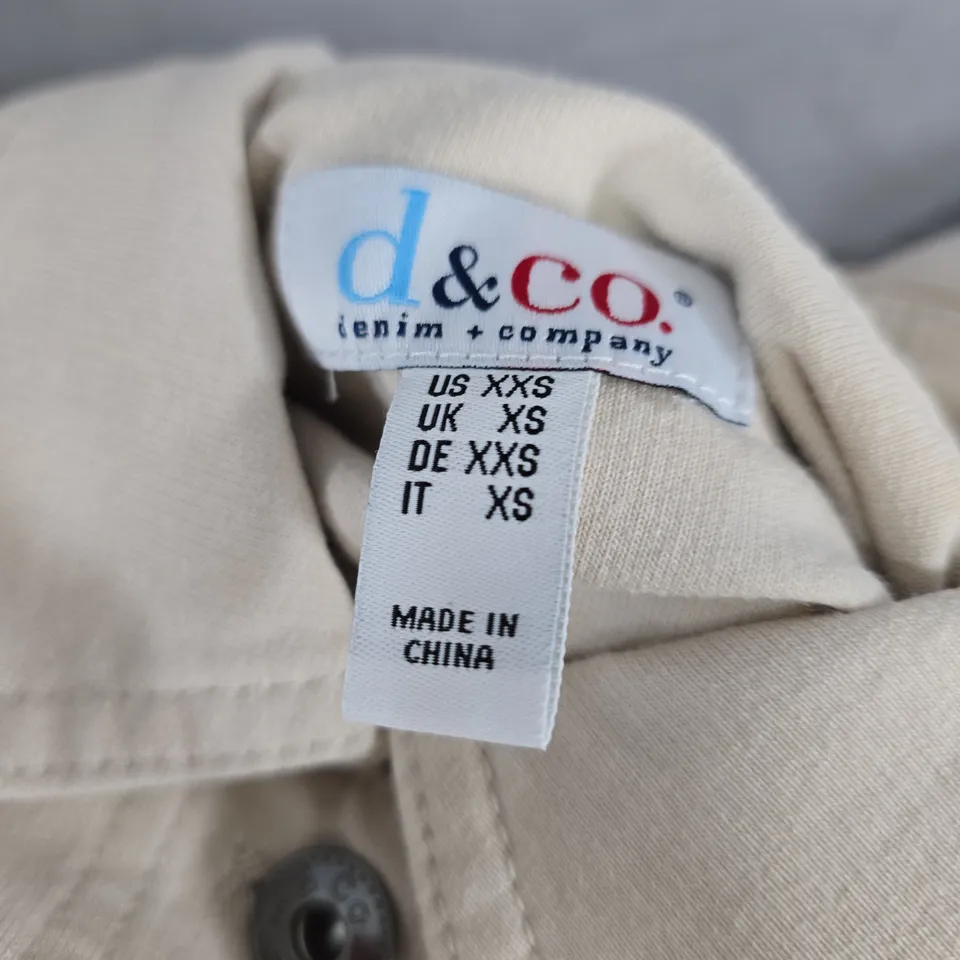 d&co.®
denim + company
US XXS
UK XS
DE XXS
IT XS
MADE IN
CHINA